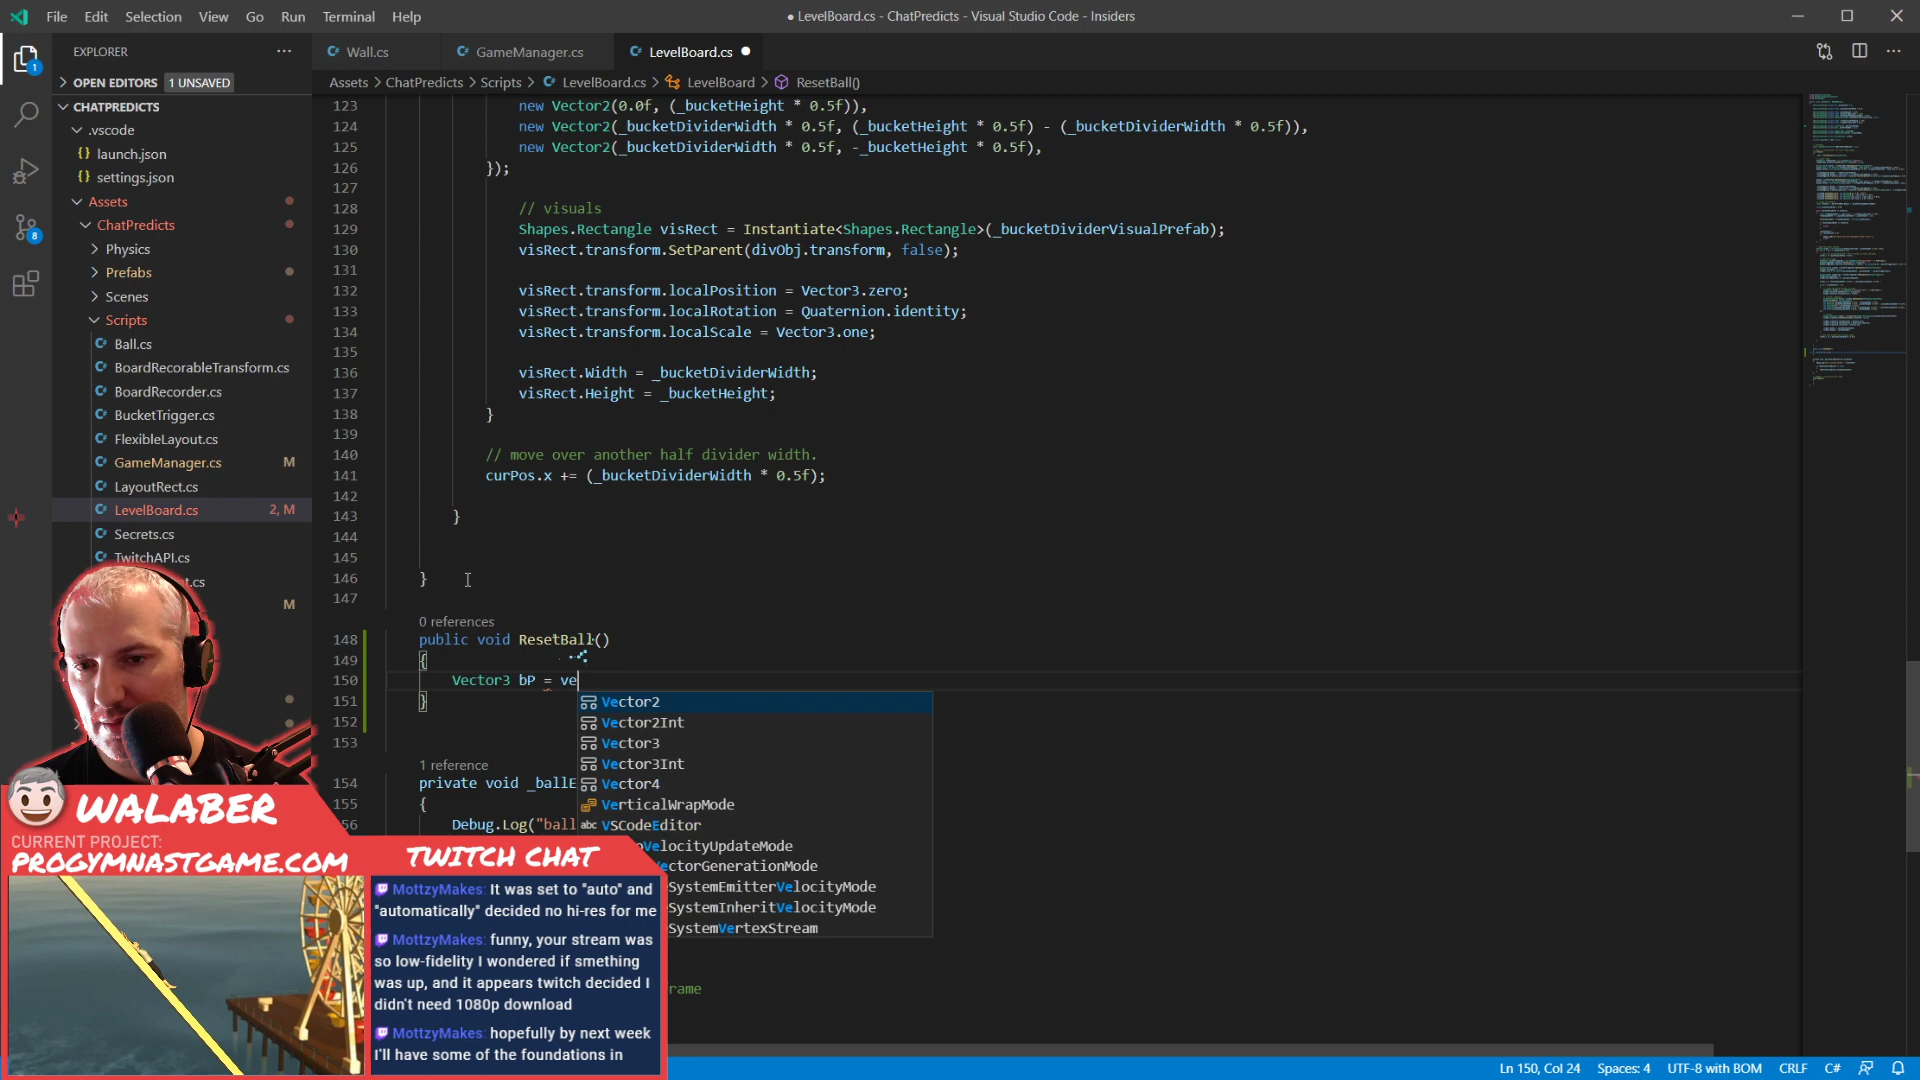 File Edit Selection View Go Run Terminal Help
● LevelBoard.cs - ChatPredicts - Visual Studio Code - Insiders
EXPLORER
Wall.cs GameManager.cs LevelBoard.cs
OPEN EDITORS 1 UNSAVED
Assets > ChatPredicts > Scripts > LevelBoard.cs > LevelBoard > ResetBall()
CHATPREDICTS
.vscode
launch.json
settings.json
Assets
ChatPredicts
Physics
Prefabs
Scenes
Scripts
Ball.cs
BoardRecorableTransform.cs
BoardRecorder.cs
BucketTrigger.cs
FlexibleLayout.cs
GameManager.cs M
LayoutRect.cs
LevelBoard.cs 2, M
Secrets.cs
TwitchAPI.cs
t.cs
M
1
8
123 new Vector2(0.0f, (_bucketHeight * 0.5f)),
124 new Vector2(_bucketDividerWidth * 0.5f, (_bucketHeight * 0.5f) - (_bucketDividerWidth * 0.5f)),
125 new Vector2(_bucketDividerWidth * 0.5f, -_bucketHeight * 0.5f),
126 });
127
128 // visuals
129 Shapes.Rectangle visRect = Instantiate<Shapes.Rectangle>(_bucketDividerVisualPrefab);
130 visRect.transform.SetParent(divObj.transform, false);
131
132 visRect.transform.localPosition = Vector3.zero;
133 visRect.transform.localRotation = Quaternion.identity;
134 visRect.transform.localScale = Vector3.one;
135
136 visRect.Width = _bucketDividerWidth;
137 visRect.Height = _bucketHeight;
138 }
139
140 // move over another half divider width.
141 curPos.x += (_bucketDividerWidth * 0.5f);
142
143 }
144
145
146 }
147
0 references
148 public void ResetBall()
149 {
150 Vector3 bP = ve
151 }
152
153
1 reference
154 private void _ballE
155 {
56 Debug.Log("ball
Vector2
Vector2Int
Vector3
Vector3Int
Vector4
VerticalWrapMode
VSCodeEditor
oVelocityUpdateMode
ectorGenerationMode
SystemEmitterVelocityMode
SystemInheritVelocityMode
SystemVertexStream
rame
WALABER
CURRENT PROJECT:
PROGYMNASTGAME.COM
TWITCH CHAT
MottzyMakes: It was set to "auto" and
"automatically" decided no hi-res for me
MottzyMakes: funny, your stream was
so low-fidelity I wondered if smething
was up, and it appears twitch decided I
didn't need 1080p download
MottzyMakes: hopefully by next week
I'll have some of the foundations in
Ln 150, Col 24 Spaces: 4 UTF-8 with BOM CRLF C#